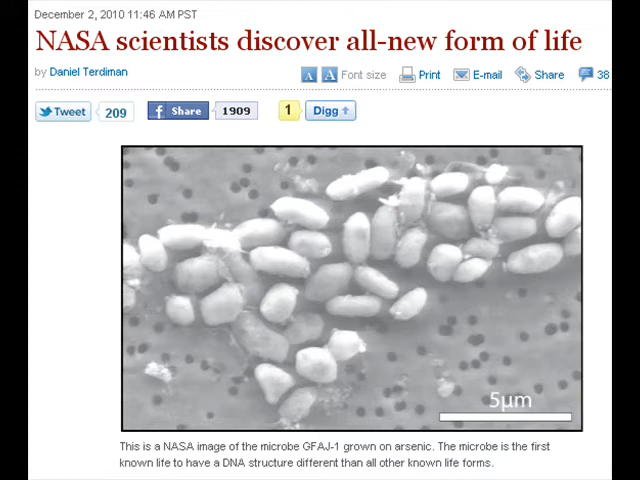 December 2, 2010 11:46 AM PST
NASA scientists discover all-new form of life
by Daniel Terdiman
A A Font size Print E-mail Share 38
Tweet 209 f Share 1909 1 Digg
5μm
This is a NASA image of the microbe GFAJ-1 grown on arsenic. The microbe is the first
known life to have a DNA structure different than all other known life forms.